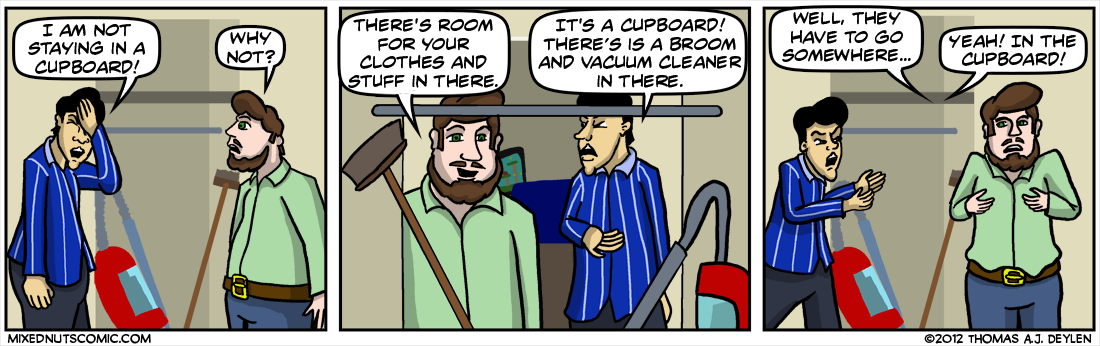 I AM NOT
STAYING IN A
CUPBOARD!
WHY
NOT?
THERE'S ROOM
FOR YOUR
CLOTHES AND
STUFF IN THERE.
IT'S A CUPBOARD!
THERE'S IS A BROOM
AND VACUUM CLEANER
IN THERE.
WELL, THEY
HAVE TO GO
SOMEWHERE...
YEAH! IN THE
CUPBOARD!
MIXEDNUTSCOMIC.COM
©2012 THOMAS A.J. DEYLEN